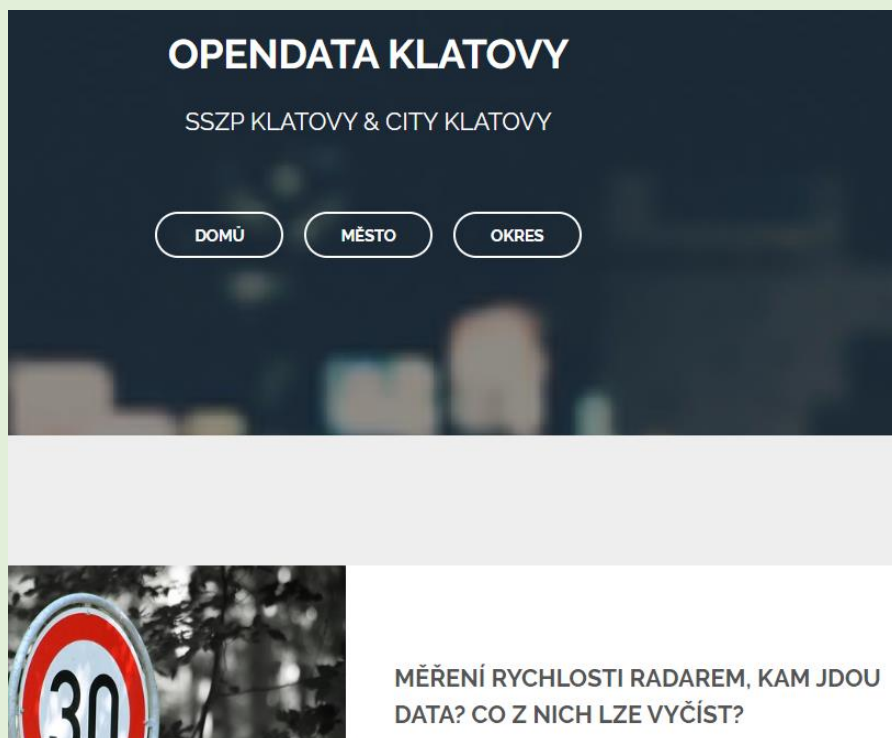 OPENDATA KLATOVY
SSZP KLATOVY & CITY KLATOVY
DOMŮ MĚSTO OKRES
30
MĚŘENÍ RYCHLOSTI RADAREM, KAM JDOU
DATA? CO Z NICH LZE VYČÍST?